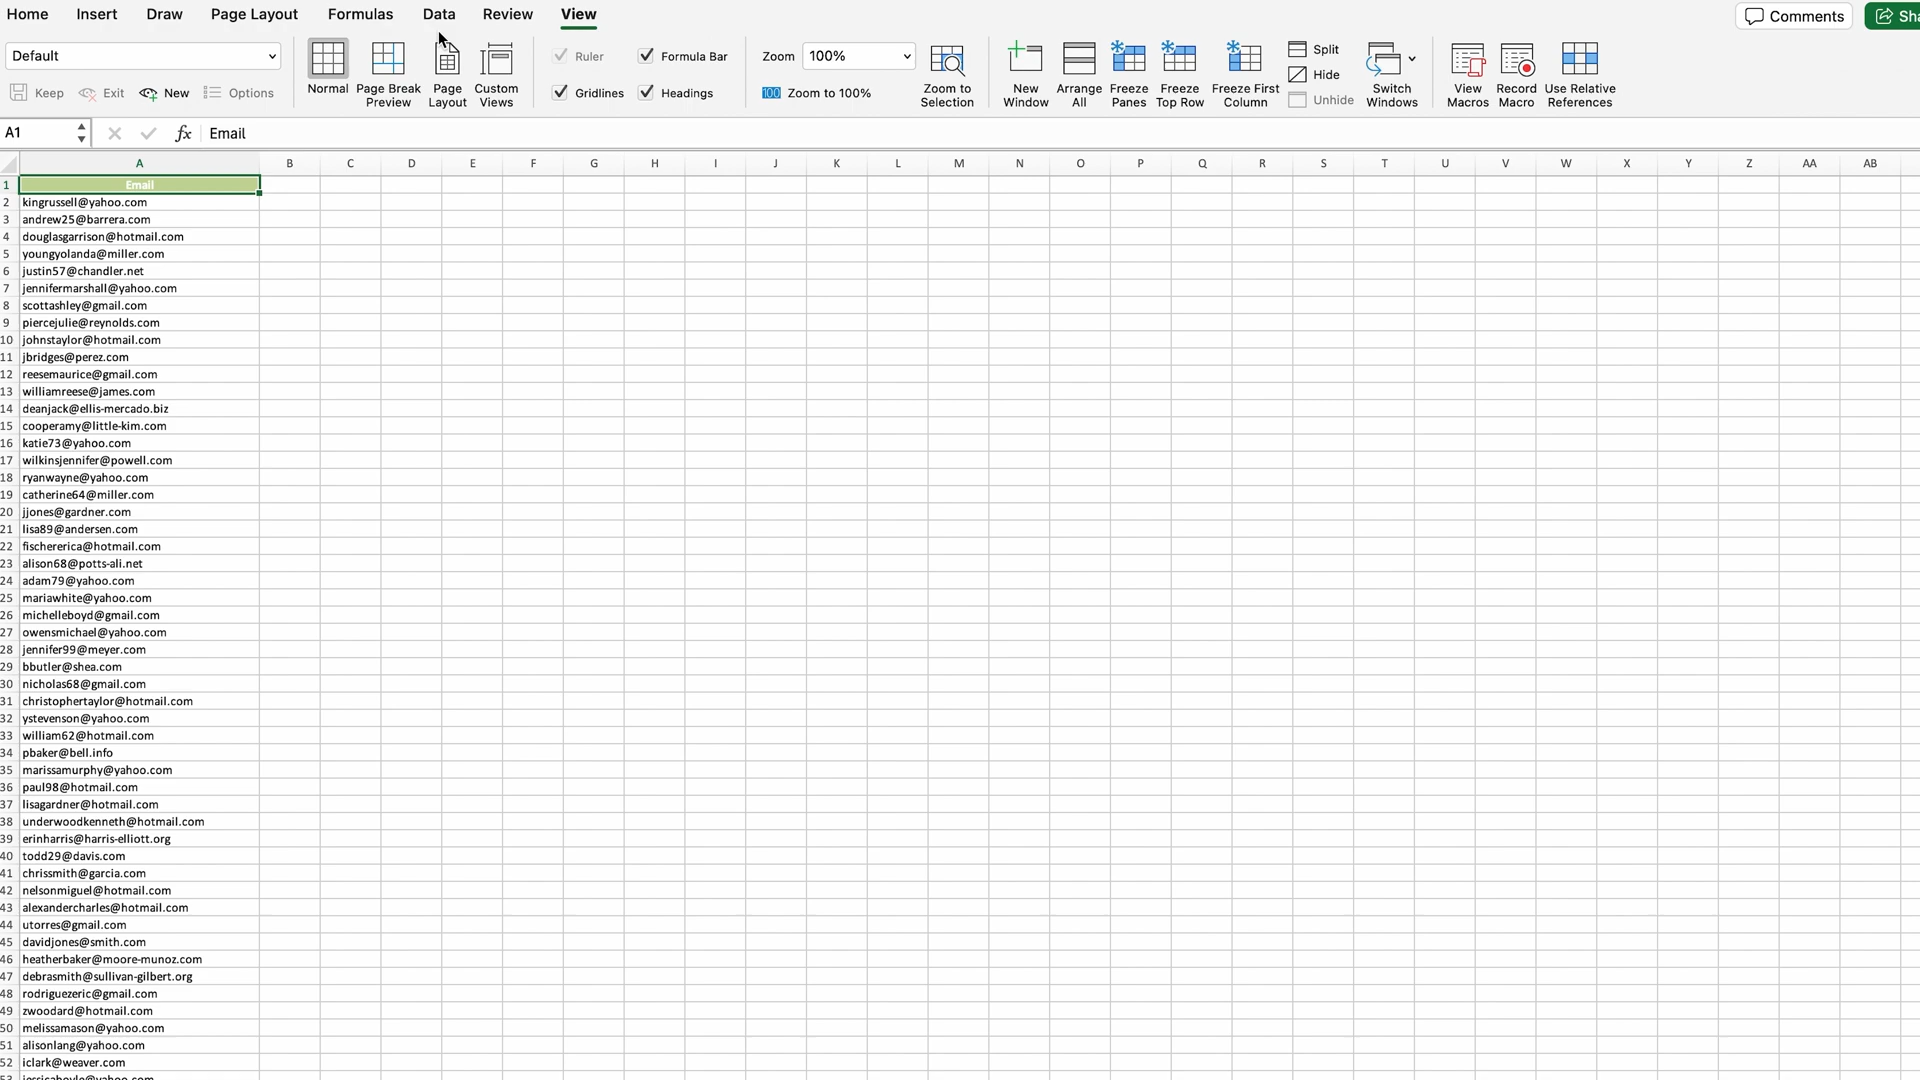 Home Insert Draw Page Layout Formulas Data Review View Comments
Default Ruler Formula Bar Zoom 100% Split
Keep Exit New Options Normal Page Break Preview Page Layout Custom Views Gridlines Headings 100 Zoom to 100% Zoom to Selection New Window Arrange All Freeze Panes Freeze Top Row Freeze First Column Hide Unhide Switch Windows View Macros Record Macro Use Relative References
A1 fx Email
A B C D E F G H I J K L M N O P Q R S T U V W X Y Z AA AB
1 Email
2 kingrussell@yahoo.com
3 andrew25@barrera.com
4 douglasgarrison@hotmail.com
5 youngyolanda@miller.com
6 justin57@chandler.net
7 jennifermarshall@yahoo.com
8 scottashley@gmail.com
9 piercejulie@reynolds.com
10 johnstaylor@hotmail.com
11 jbridges@perez.com
12 reesemaurice@gmail.com
13 williamreese@james.com
14 deanjack@ellis-mercado.biz
15 cooperamy@little-kim.com
16 katie73@yahoo.com
17 wilkinsjennifer@powell.com
18 ryanwayne@yahoo.com
19 catherine64@miller.com
20 jjones@gardner.com
21 lisa89@andersen.com
22 fischererica@hotmail.com
23 alison68@potts-ali.net
24 adam79@yahoo.com
25 mariawhite@yahoo.com
26 michelleboyd@gmail.com
27 owensmichael@yahoo.com
28 jennifer99@meyer.com
29 bbutler@shea.com
30 nicholas68@gmail.com
31 christophertaylor@hotmail.com
32 ystevenson@yahoo.com
33 william62@hotmail.com
34 pbaker@bell.info
35 marissamurphy@yahoo.com
36 paul98@hotmail.com
37 lisagardner@hotmail.com
38 underwoodkenneth@hotmail.com
39 erinharris@harris-elliott.org
40 todd29@davis.com
41 chrissmith@garcia.com
42 nelsonmiguel@hotmail.com
43 alexandercharles@hotmail.com
44 utorres@gmail.com
45 davidjones@smith.com
46 heatherbaker@moore-munoz.com
47 debrasmith@sullivan-gilbert.org
48 rodriguezeric@gmail.com
49 zwoodard@hotmail.com
50 melissamason@yahoo.com
51 alisonlang@yahoo.com
52 iclark@weaver.com